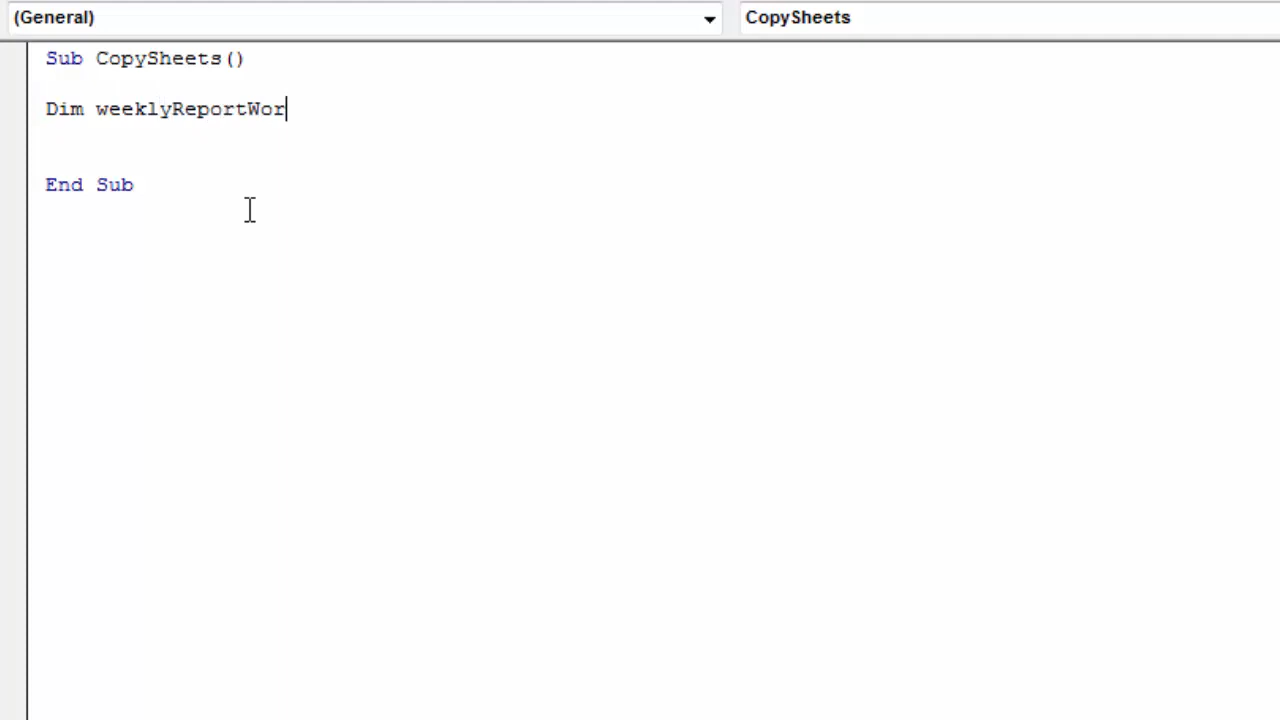 (General) CopySheets
Sub CopySheets()
Dim weeklyReportWor
End Sub